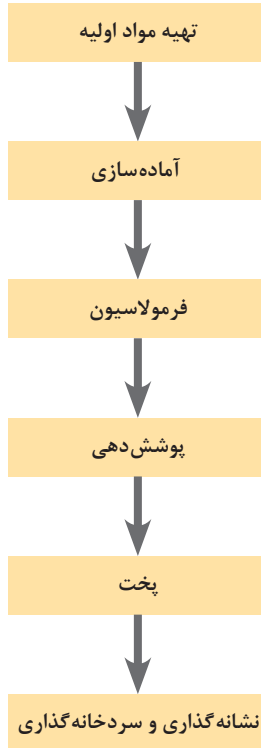 تهیه مواد اولیه
آماده‌سازی
فرمولاسیون
پوشش‌دهی
پخت
نشانه‌گذاری و سردخانه‌گذاری